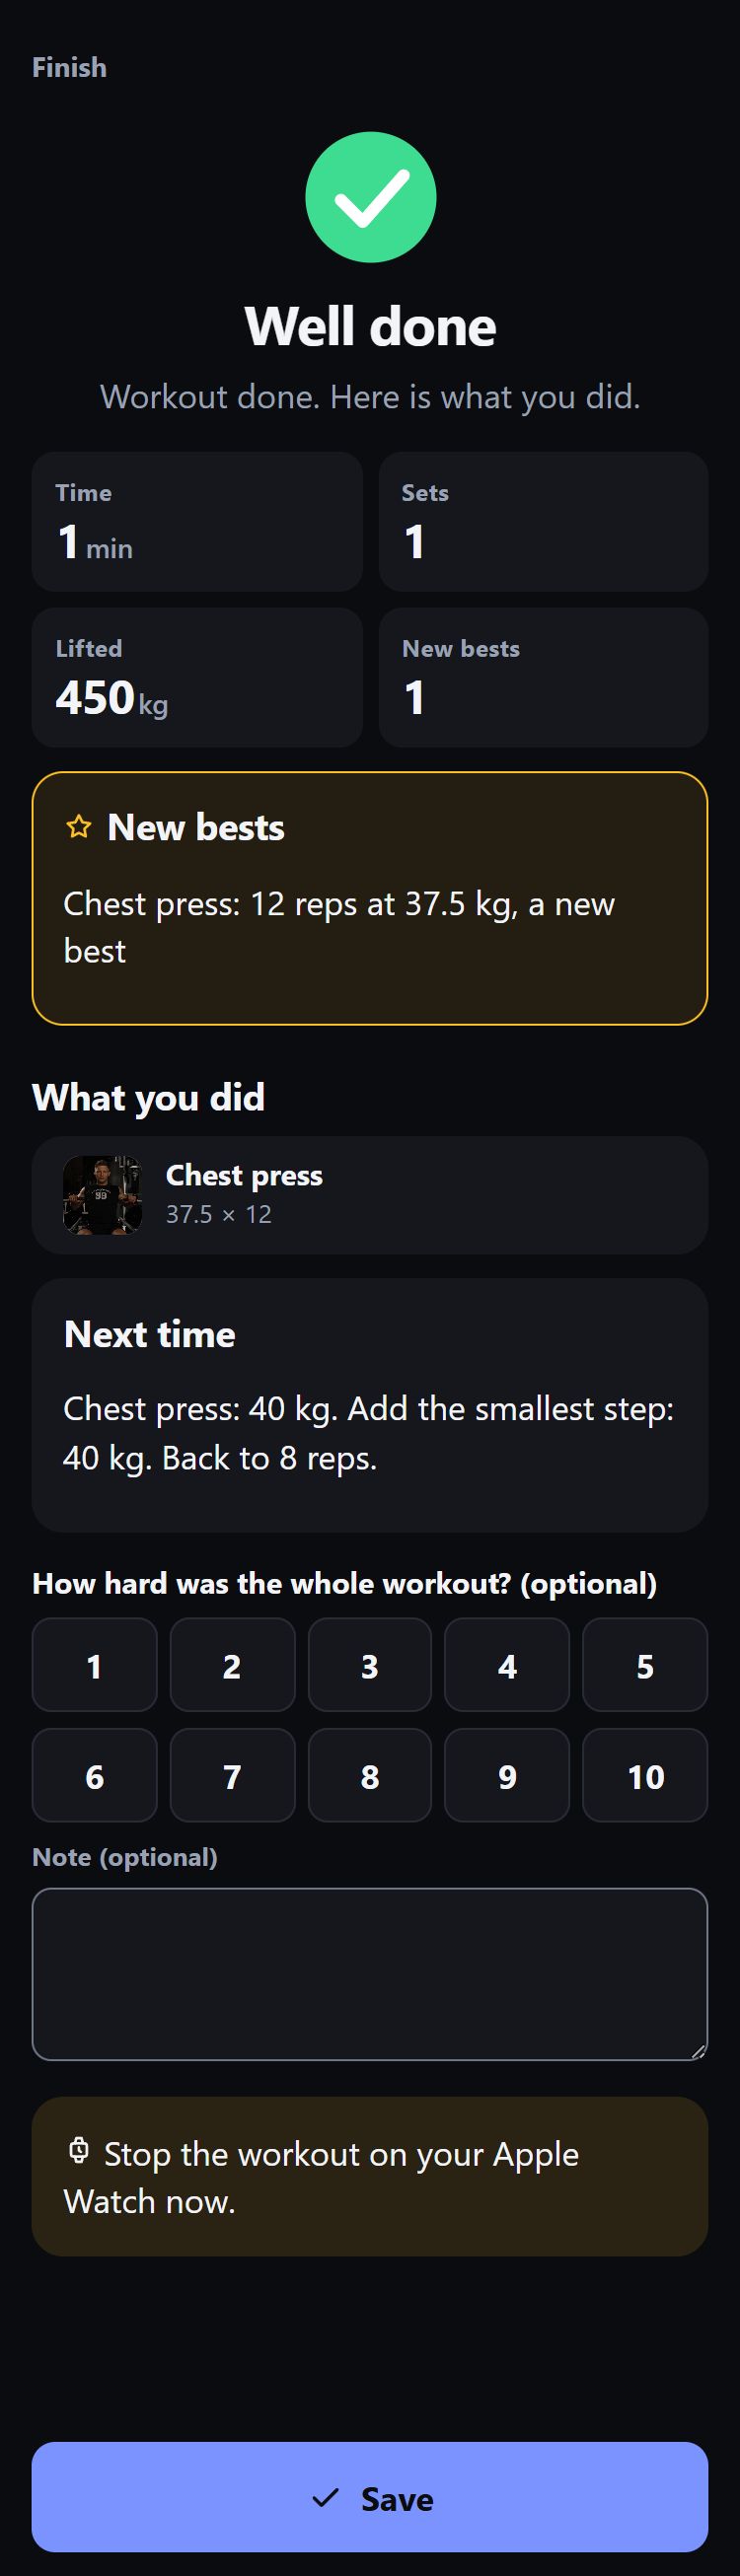 Finish
Well done
Workout done. Here is what you did.
Time
1 min
Sets
1
Lifted
450 kg
New bests
1
New bests
Chest press: 12 reps at 37.5 kg, a new
best
What you did
Chest press
37.5 × 12
Next time
Chest press: 40 kg. Add the smallest step:
40 kg. Back to 8 reps.
How hard was the whole workout? (optional)
1
2
3
4
5
6
7
8
9
10
Note (optional)
Stop the workout on your Apple
Watch now.
Save